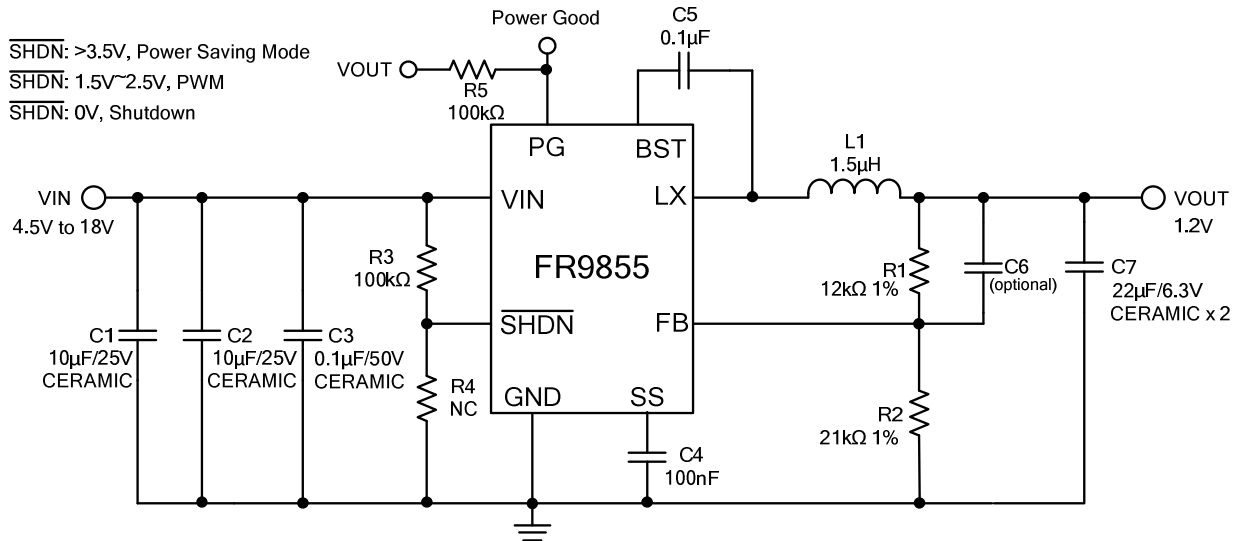 Power Good
C5
0.1µF
SHDN: >3.5V, Power Saving Mode
SHDN: 1.5V~2.5V, PWM
SHDN: 0V, Shutdown
VOUT
R5
100kΩ
PG
BST
L1
1.5µH
VIN
4.5V to 18V
VIN
LX
VOUT
1.2V
R3
100kΩ
FR9855
R1
12kΩ 1%
C6
(optional)
C7
22µF/6.3V
CERAMIC x 2
SHDN
FB
C1
10µF/25V
CERAMIC
C2
10µF/25V
CERAMIC
C3
0.1µF/50V
CERAMIC
R4
NC
GND
SS
R2
21kΩ 1%
C4
100nF